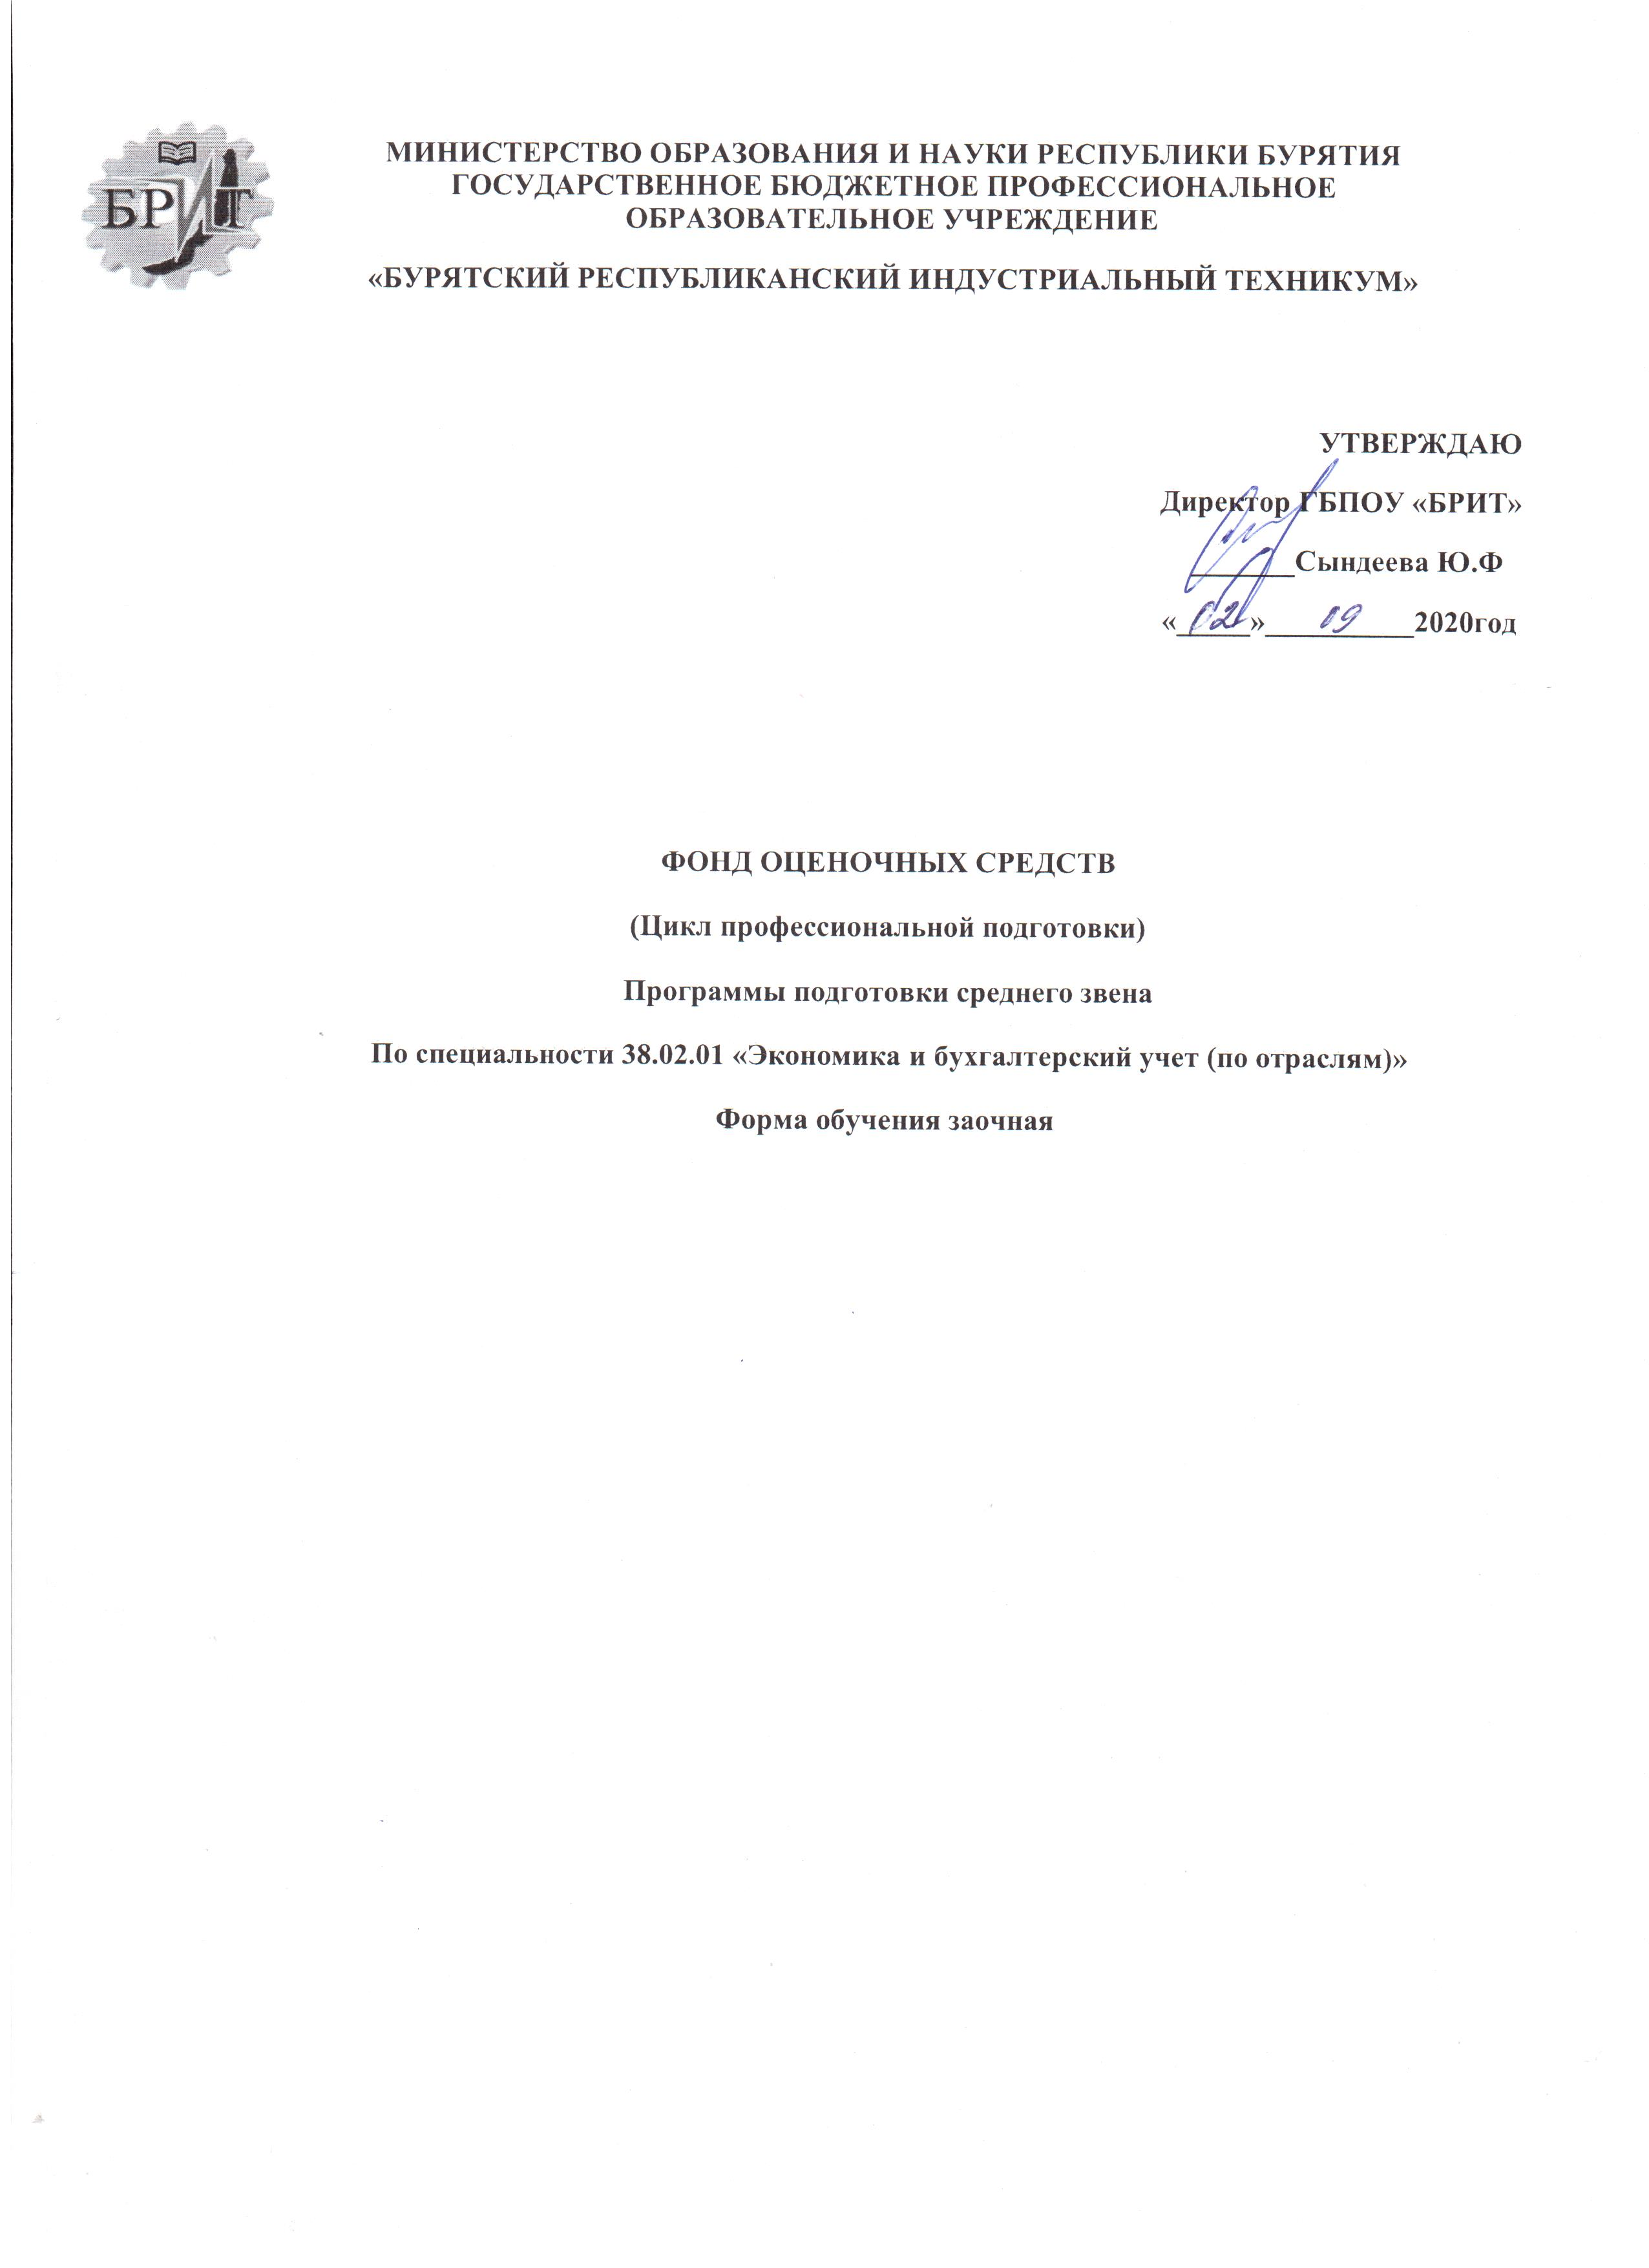 БРИТ
МИНИСТЕРСТВО ОБРАЗОВАНИЯ И НАУКИ РЕСПУБЛИКИ БУРЯТИЯ
ГОСУДАРСТВЕННОЕ БЮДЖЕТНОЕ ПРОФЕССИОНАЛЬНОЕ
ОБРАЗОВАТЕЛЬНОЕ УЧРЕЖДЕНИЕ
«БУРЯТСКИЙ РЕСПУБЛИКАНСКИЙ ИНДУСТРИАЛЬНЫЙ ТЕХНИКУМ»
УТВЕРЖДАЮ
Директор ГБПОУ «БРИТ»
_______Сындеева Ю.Ф
«02» 09 2020год
ФОНД ОЦЕНОЧНЫХ СРЕДСТВ
(Цикл профессиональной подготовки)
Программы подготовки среднего звена
По специальности 38.02.01 «Экономика и бухгалтерский учет (по отраслям)»
Форма обучения заочная